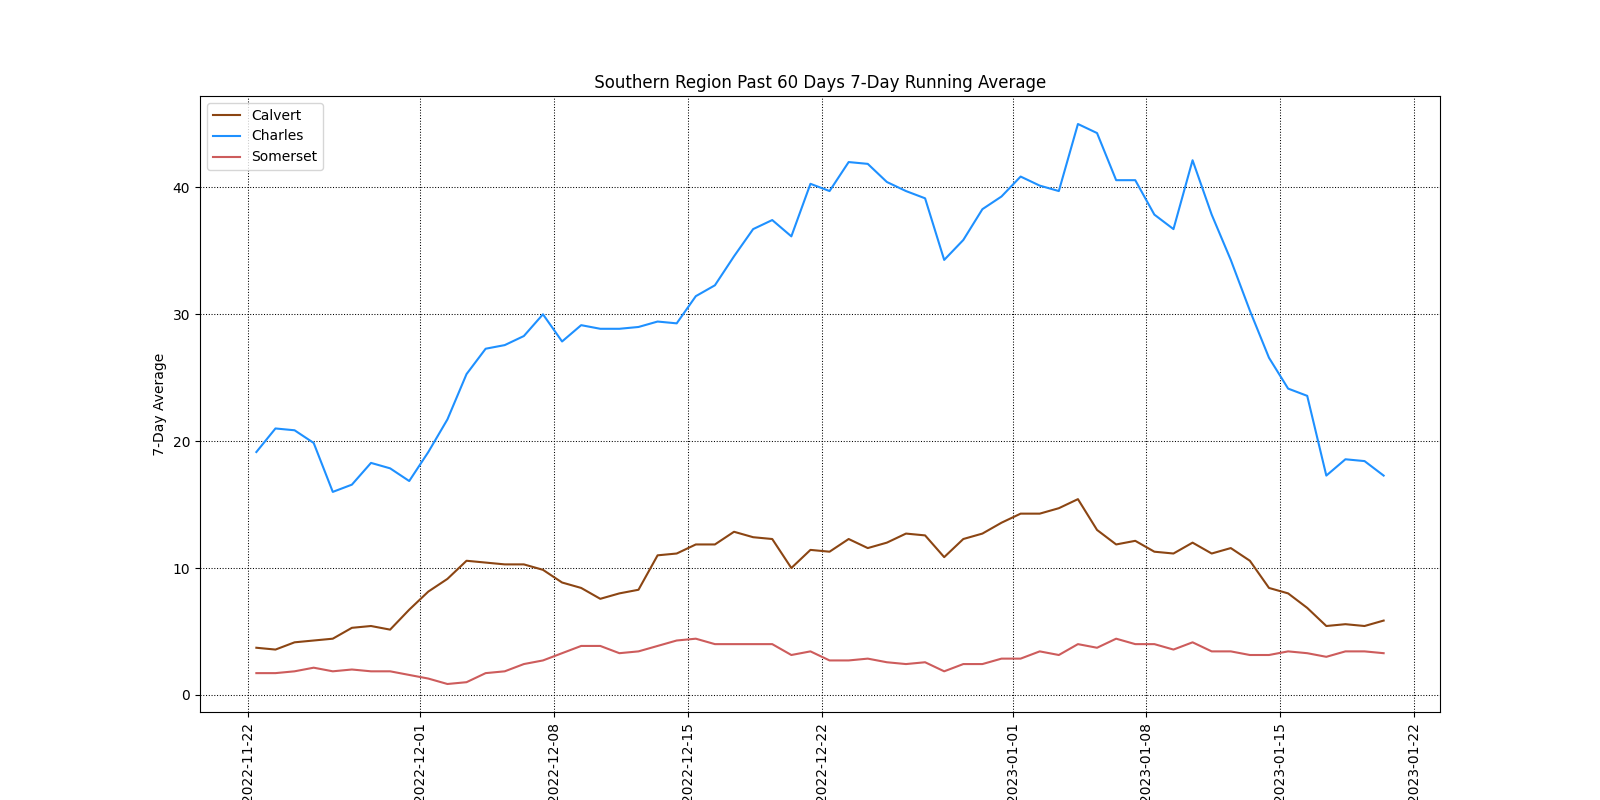 Southern Region Past 60 Days 7-Day Running Average
Calvert
Charles
Somerset
7-Day Average
40
30
20
10
0
2022-11-22
2022-12-01
2022-12-08
2022-12-15
2022-12-22
2023-01-01
2023-01-08
2023-01-15
2023-01-22